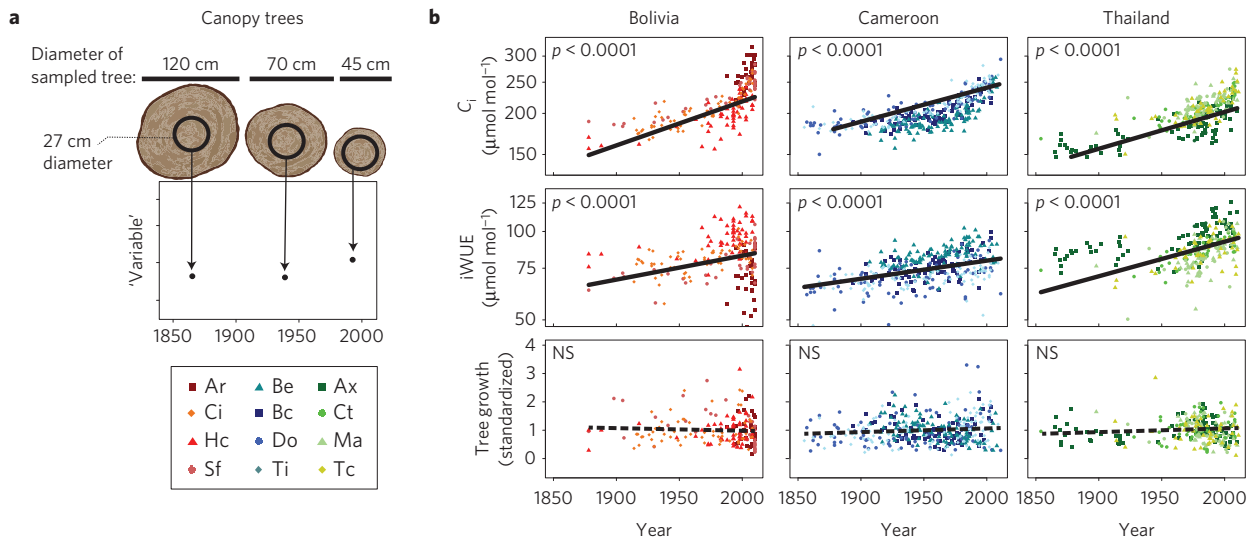 a
Canopy trees
Diameter of
sampled tree:
120 cm
70 cm
45 cm
27 cm
diameter
'Variable'
1850 1900 1950 2000
Ar Be Ax
Ci Bc Ct
Hc Do Ma
Sf Ti Tc
b
Bolivia Cameroon Thailand
Ci
(μmol mol−1)
300
250
200
150
p < 0.0001
p < 0.0001
p < 0.0001
iWUE
(μmol mol−1)
125
100
75
50
p < 0.0001
p < 0.0001
p < 0.0001
Tree growth
(standardized)
4
3
2
1
0
NS
NS
NS
1850 1900 1950 2000
1850 1900 1950 2000
1850 1900 1950 2000
Year Year Year